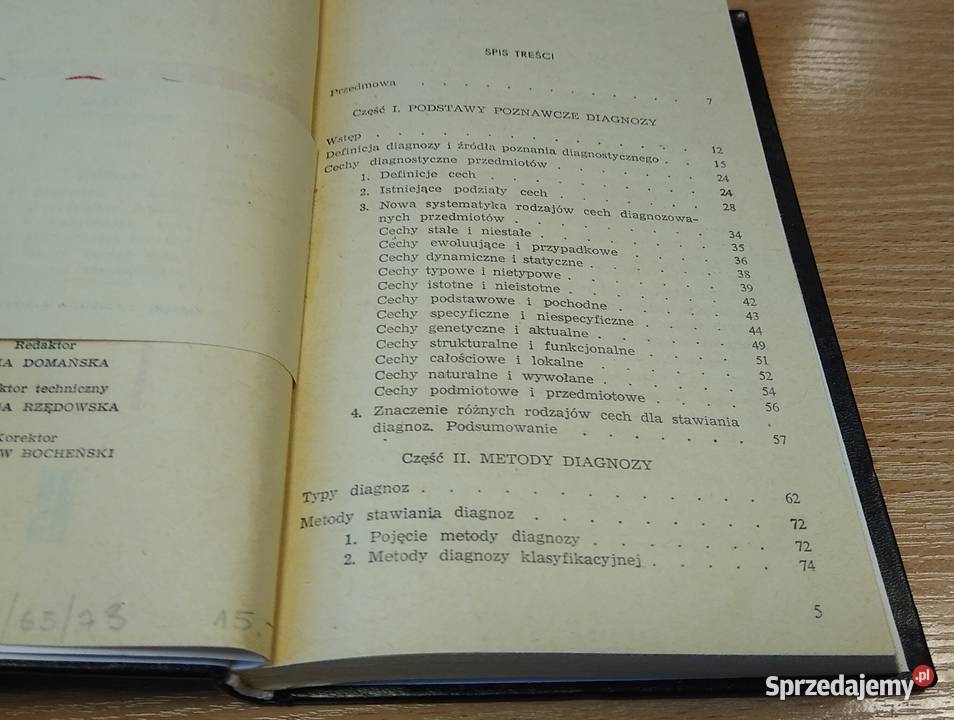 Redaktor
DOMAŃSKA
techniczny
RZĘDOWSKA
Korektor
BOCHEŃSKI
/65/73 15.-
SPIS TREŚCI
Przedmowa . . . . . . . . . . . . . 7
Część I. PODSTAWY POZNAWCZE DIAGNOZY
Wstęp . . . . . . . . . . . . . 12
Definicja diagnozy i źródła poznania diagnostycznego . . 15
Cechy diagnostyczne przedmiotów . . . . . . 24
1. Definicje cech . . . . . . . . . 24
2. Istniejące podziały cech . . . . . . 28
3. Nowa systematyka rodzajów cech diagnozowa-
nych przedmiotów . . . . . . . . 34
Cechy stałe i niestałe . . . . . . . 35
Cechy ewoluujące i przypadkowe . . . . 36
Cechy dynamiczne i statyczne . . . . . 38
Cechy typowe i nietypowe . . . . . . 39
Cechy istotne i nieistotne . . . . . . 42
Cechy podstawowe i pochodne . . . . . 43
Cechy specyficzne i niespecyficzne . . . . 44
Cechy genetyczne i aktualne . . . . . 49
Cechy strukturalne i funkcjonalne . . . . 51
Cechy całościowe i lokalne . . . . . 52
Cechy naturalne i wywołane . . . . . 54
Cechy podmiotowe i przedmiotowe . . . . 56
4. Znaczenie różnych rodzajów cech dla stawiania
diagnoz. Podsumowanie . . . . . . 57
Część II. METODY DIAGNOZY
Typy diagnoz . . . . . . . . . . . 62
Metody stawiania diagnoz . . . . . . . . 72
1. Pojęcie metody diagnozy . . . . . . 72
2. Metody diagnozy klasyfikacyjnej . . . . . 74
5
Sprzedajemy.pl